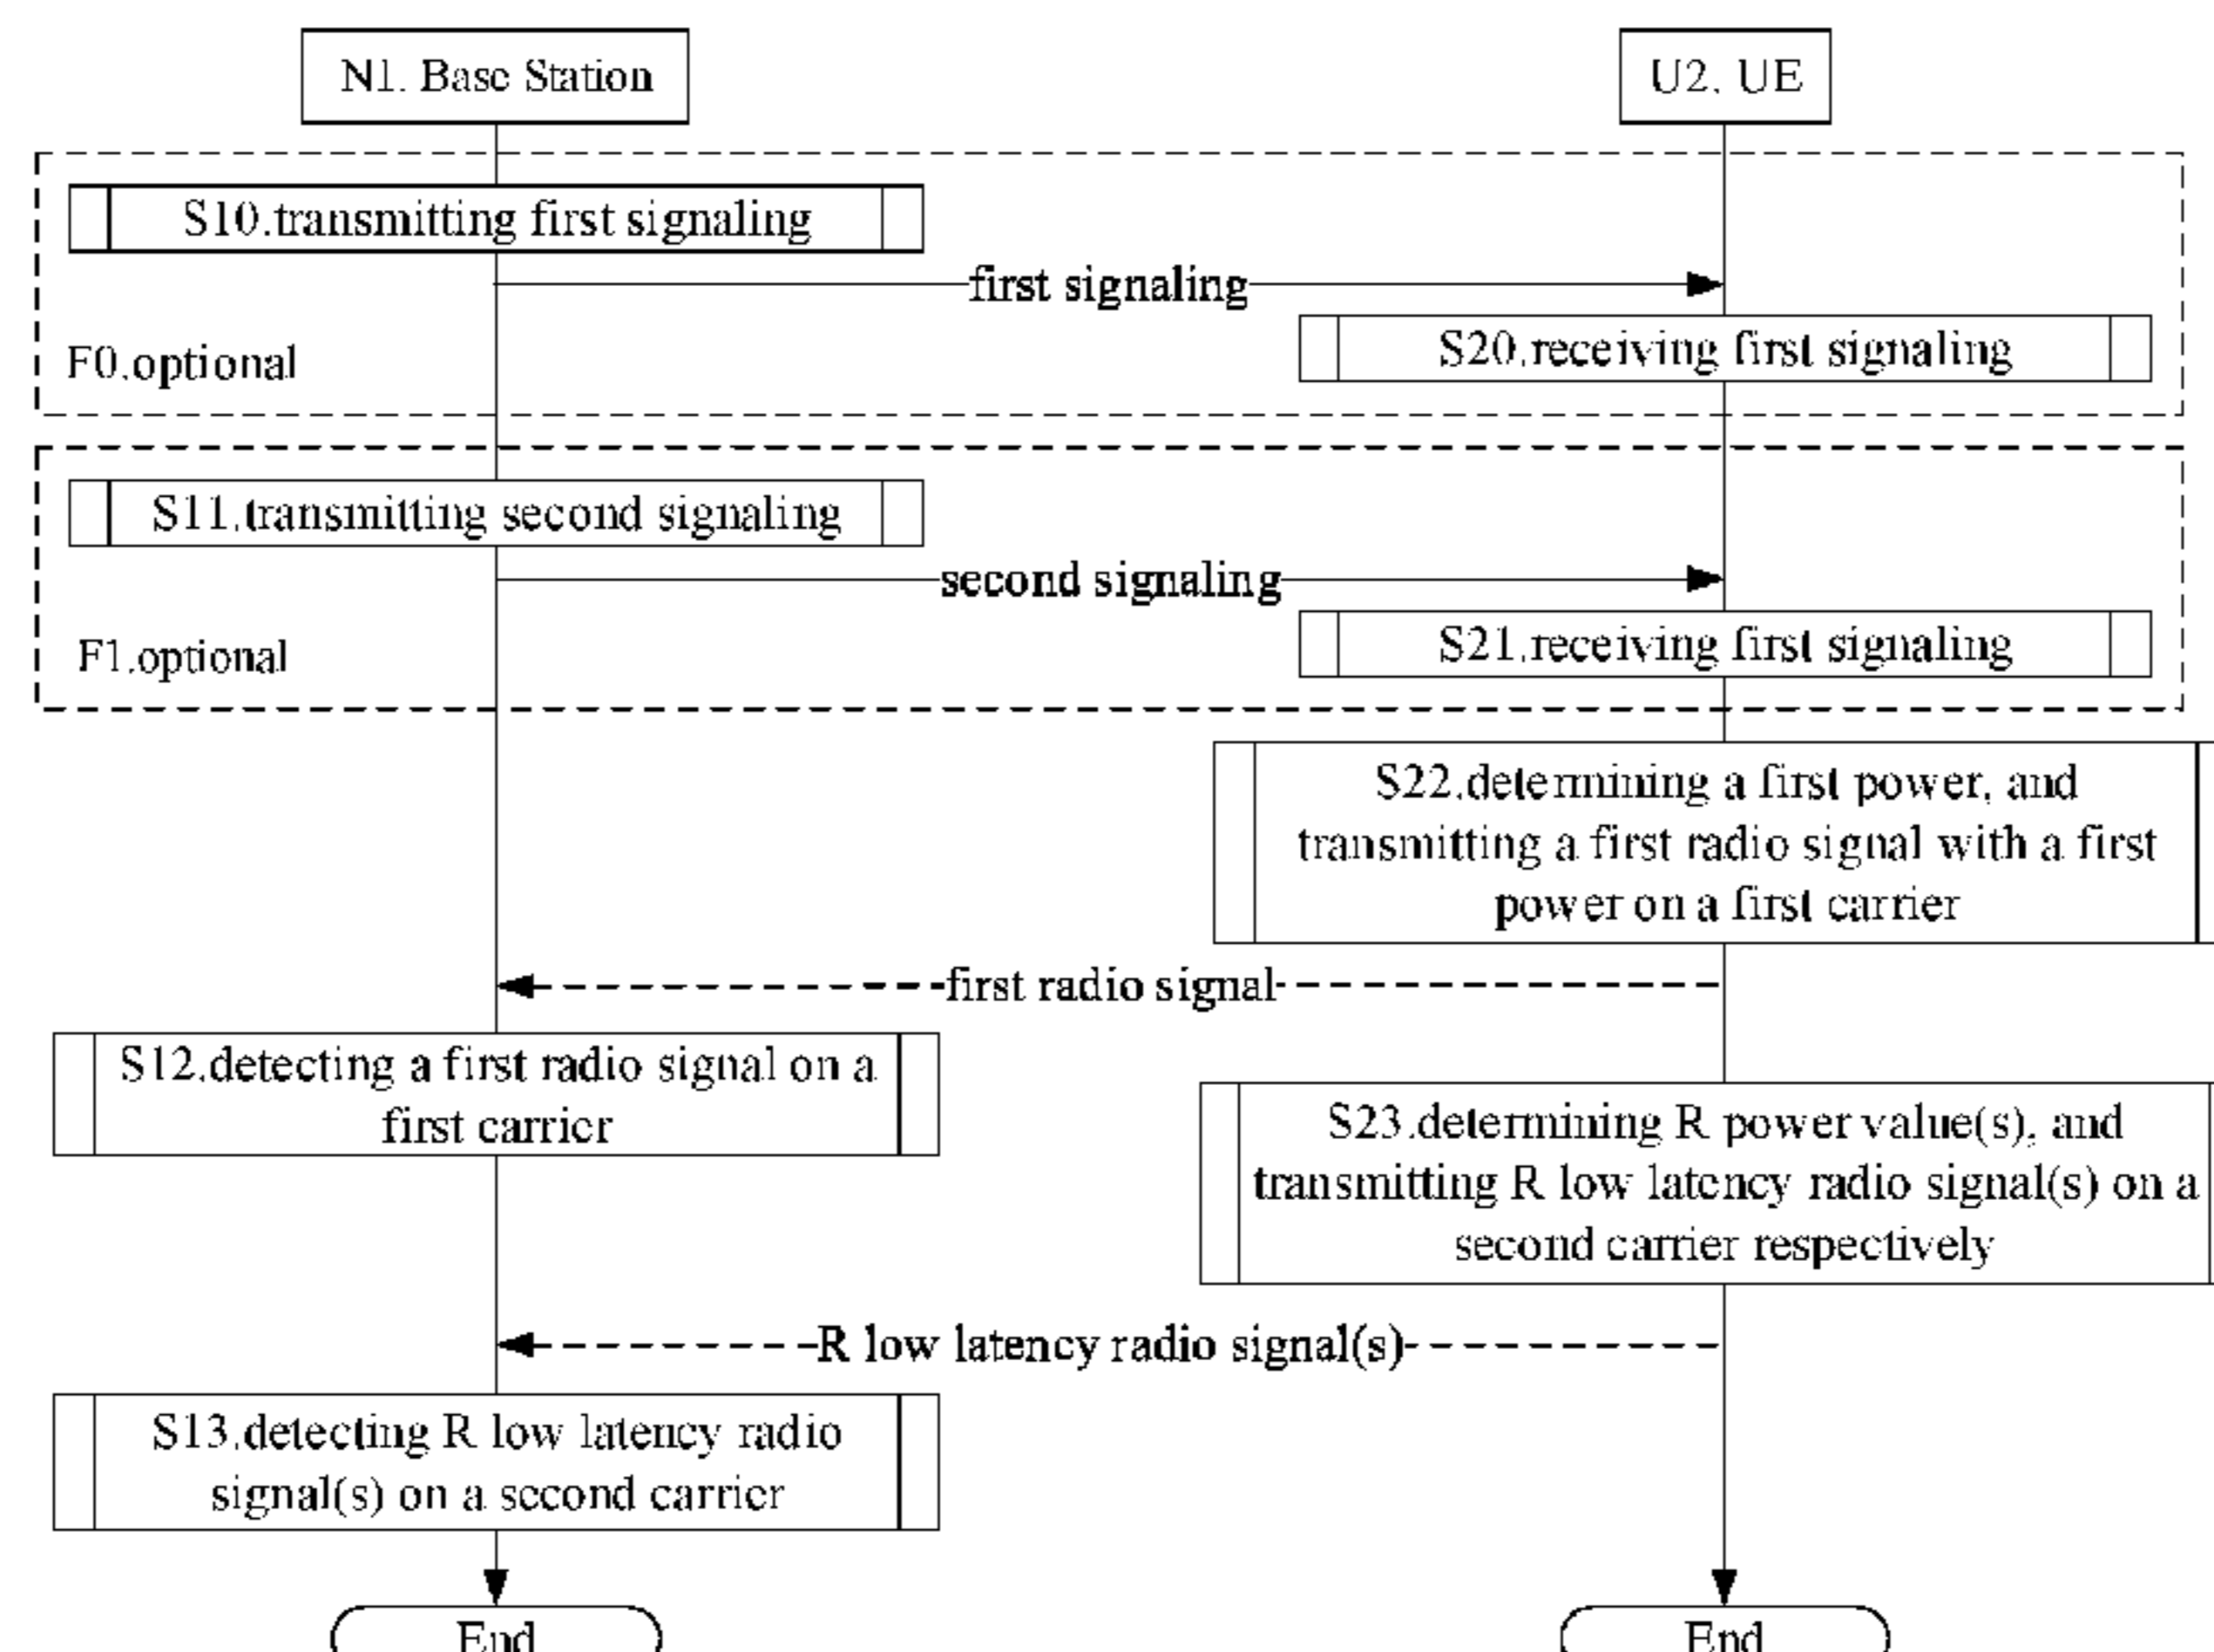 N1. Base Station
U2. UE
S10.transmitting first signaling
first signaling
S20.receiving first signaling
F0.optional
S11.transmitting second signaling
second signaling
S21.receiving first signaling
F1.optional
S22.determining a first power, and
transmitting a first radio signal with a first
power on a first carrier
first radio signal
S12.detecting a first radio signal on a
first carrier
S23.determining R power value(s), and
transmitting R low latency radio signal(s) on a
second carrier respectively
R low latency radio signal(s)
S13.detecting R low latency radio
signal(s) on a second carrier
End
End